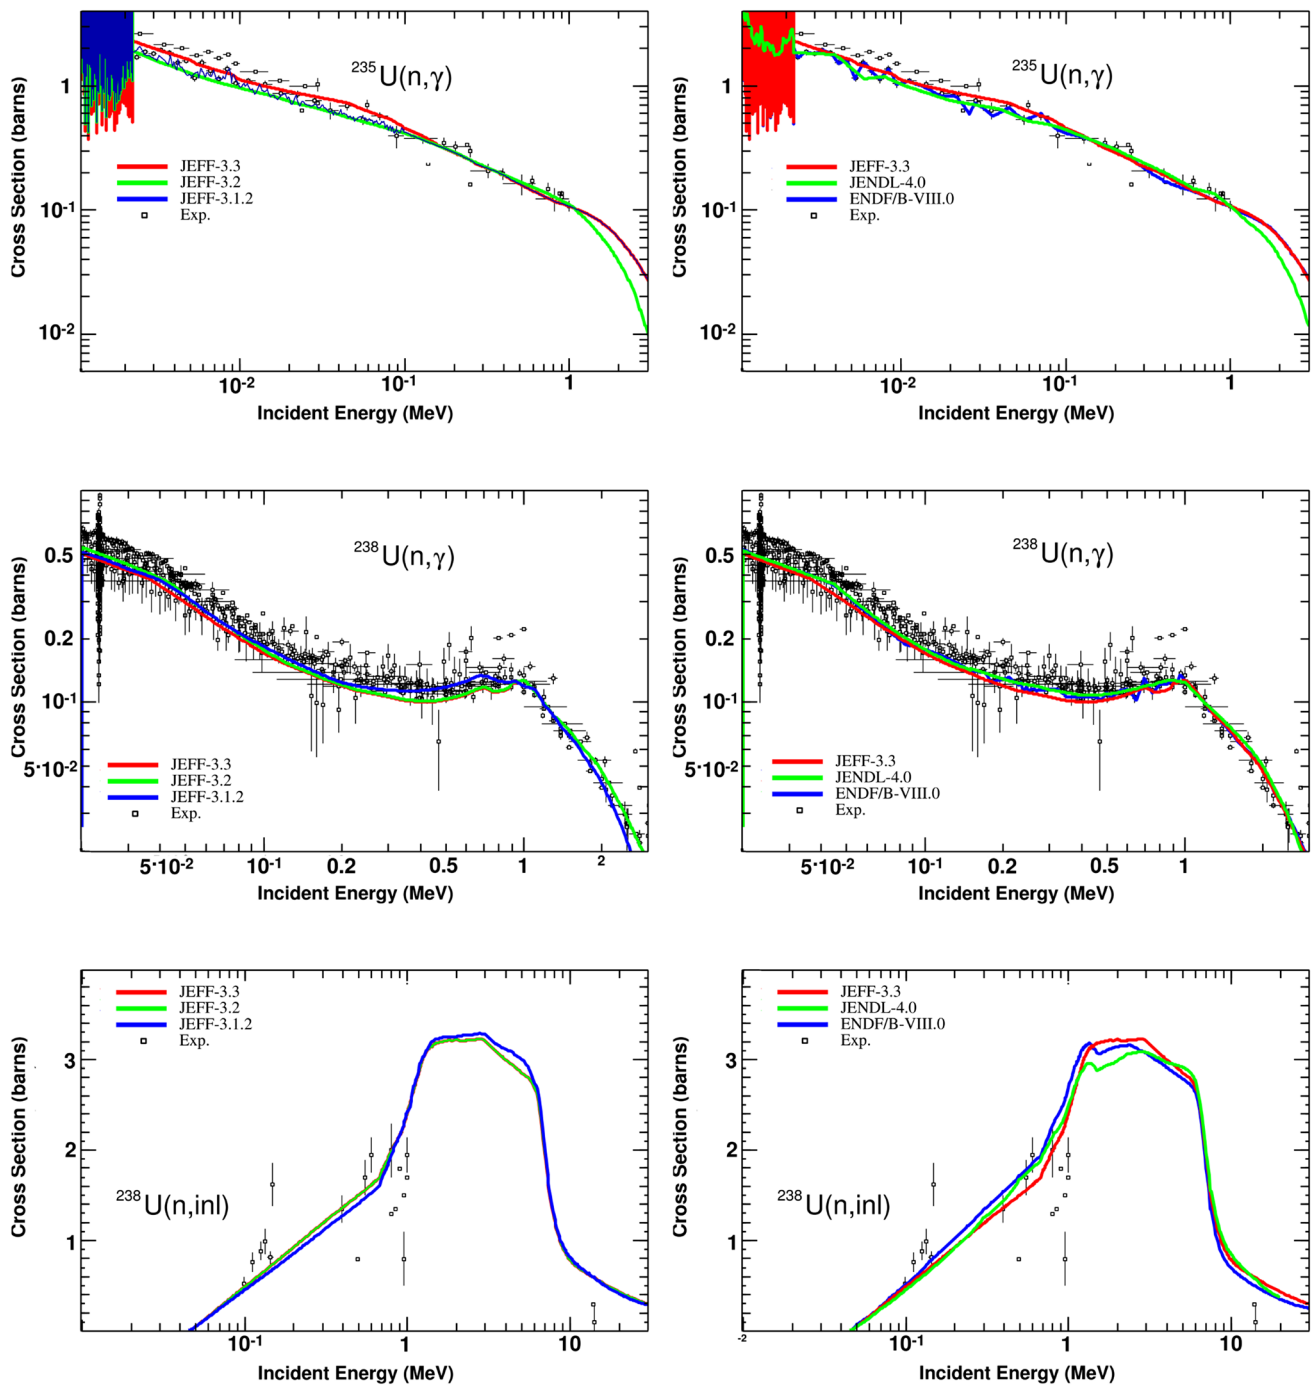 ²³⁵U(n,γ)
Cross Section (barns)
1
10⁻¹
10⁻²
JEFF-3.3
JEFF-3.2
JEFF-3.1.2
Exp.
10⁻² 10⁻¹ 1
Incident Energy (MeV)
²³⁵U(n,γ)
Cross Section (barns)
1
10⁻¹
10⁻²
JEFF-3.3
JENDL-4.0
ENDF/B-VIII.0
Exp.
10⁻² 10⁻¹ 1
Incident Energy (MeV)
²³⁸U(n,γ)
Cross Section (barns)
0.5
0.2
10⁻¹
5·10⁻²
JEFF-3.3
JEFF-3.2
JEFF-3.1.2
Exp.
5·10⁻² 10⁻¹ 0.2 0.5 1 2
Incident Energy (MeV)
²³⁸U(n,γ)
Cross Section (barns)
0.5
0.2
10⁻¹
5·10⁻²
JEFF-3.3
JENDL-4.0
ENDF/B-VIII.0
Exp.
5·10⁻² 10⁻¹ 0.2 0.5 1
Incident Energy (MeV)
JEFF-3.3
JEFF-3.2
JEFF-3.1.2
Exp.
Cross Section (barns)
3
2
1
²³⁸U(n,inl)
10⁻¹ 1 10
Incident Energy (MeV)
JEFF-3.3
JENDL-4.0
ENDF/B-VIII.0
Exp.
Cross Section (barns)
3
2
1
²³⁸U(n,inl)
-2 10⁻¹ 1 10
Incident Energy (MeV)